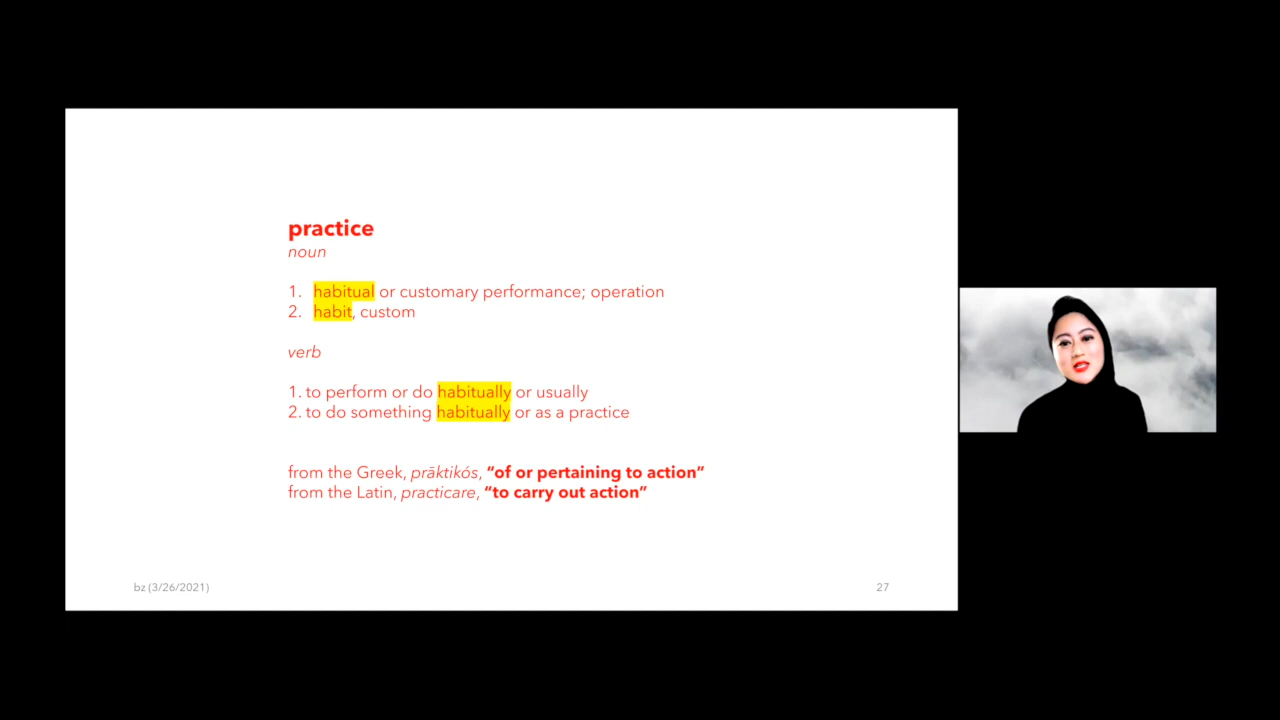 practice
noun
1. habitual or customary performance; operation
2. habit, custom
verb
1. to perform or do habitually or usually
2. to do something habitually or as a practice
from the Greek, prāktikós, “of or pertaining to action”
from the Latin, practicare, “to carry out action”
bz (3/26/2021)
27